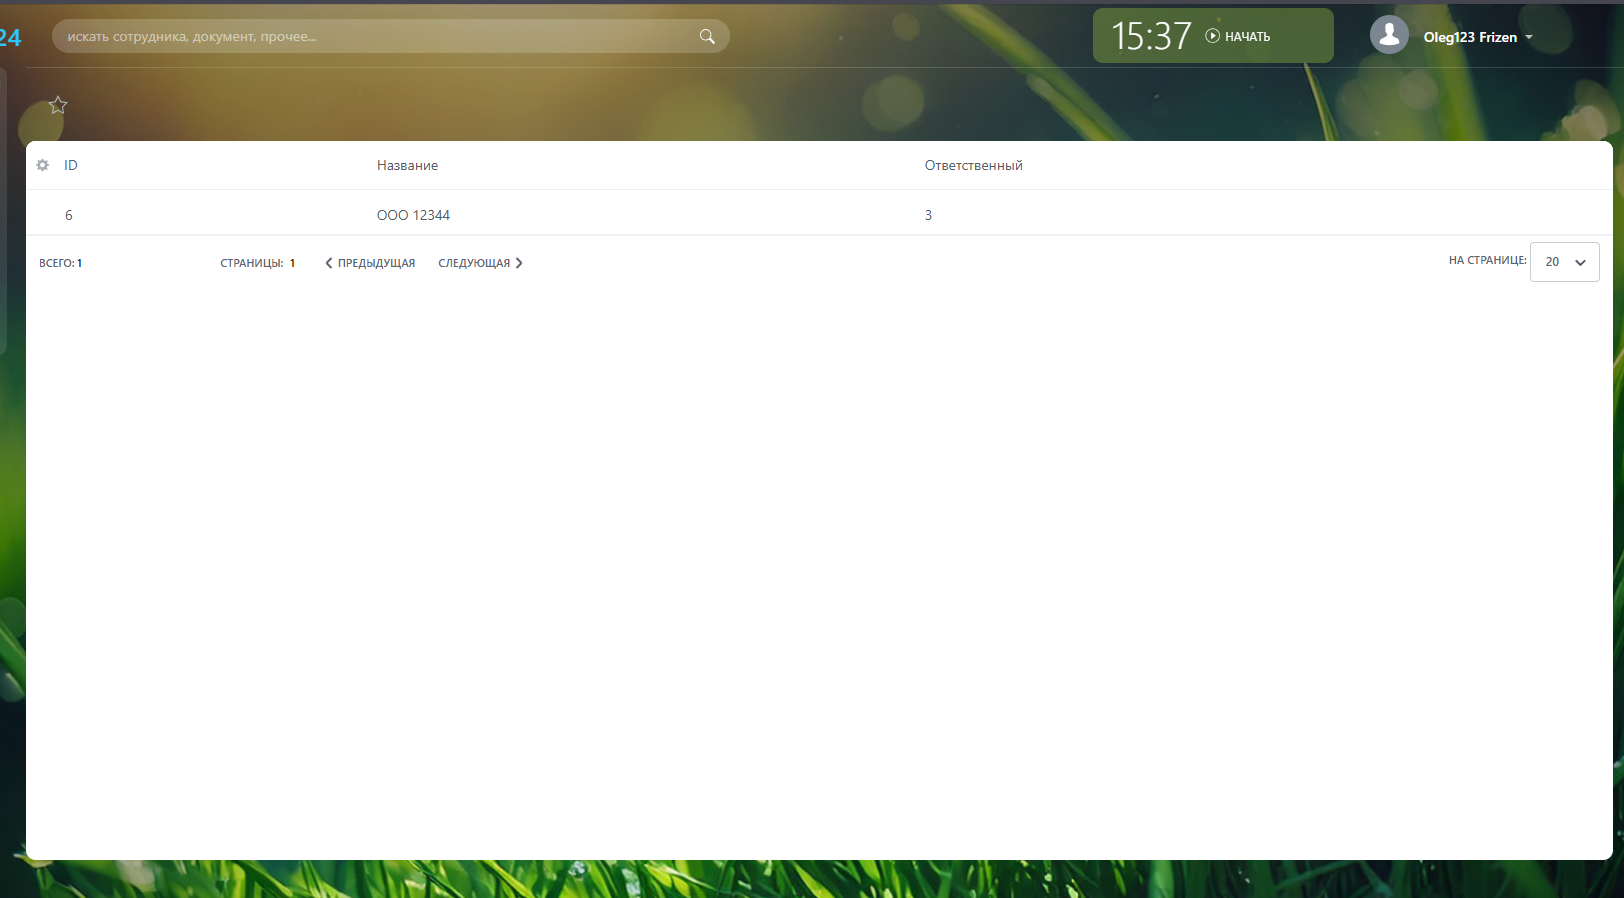 24
искать сотрудника, документ, прочее...
15:37 НАЧАТЬ
Oleg123 Frizen
ID Название Ответственный
6 ООО 12344 3
ВСЕГО: 1 СТРАНИЦЫ: 1 ПРЕДЫДУЩАЯ СЛЕДУЮЩАЯ НА СТРАНИЦЕ: 20